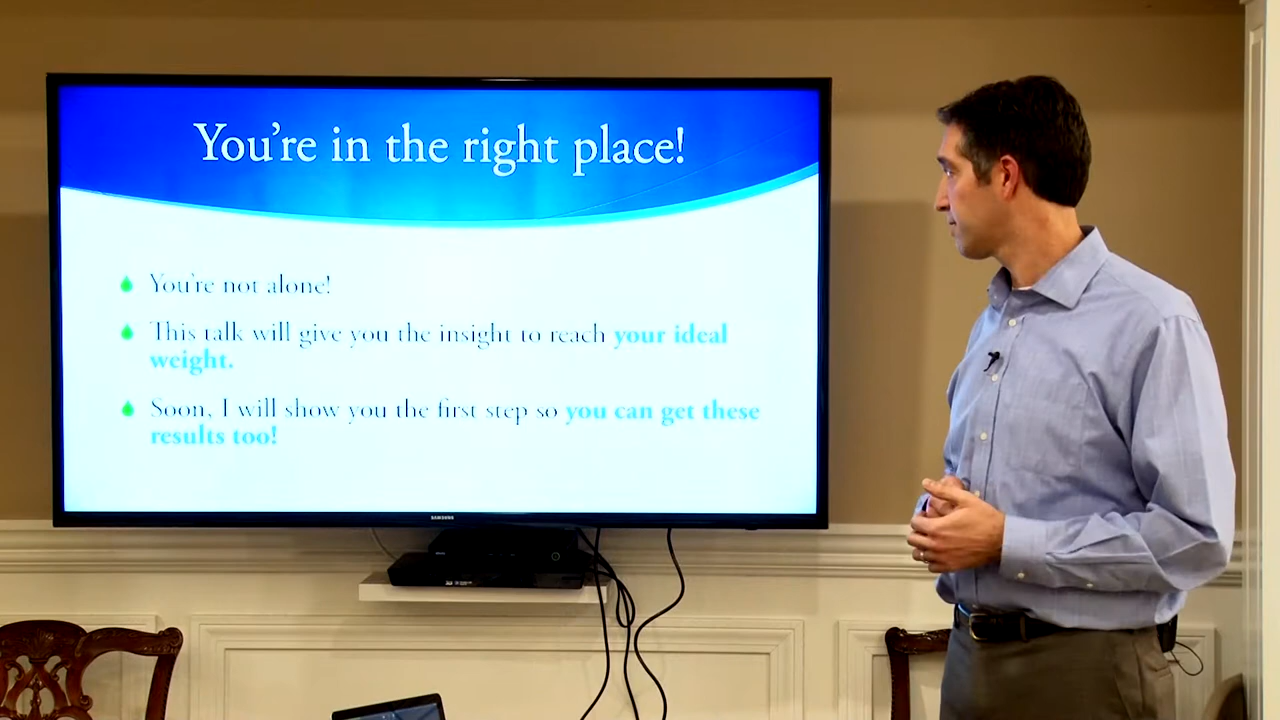 You're in the right place!
You're not alone!
This talk will give you the insight to reach your ideal
weight.
Soon, I will show you the first step so you can get these
results too!
SAMSUNG